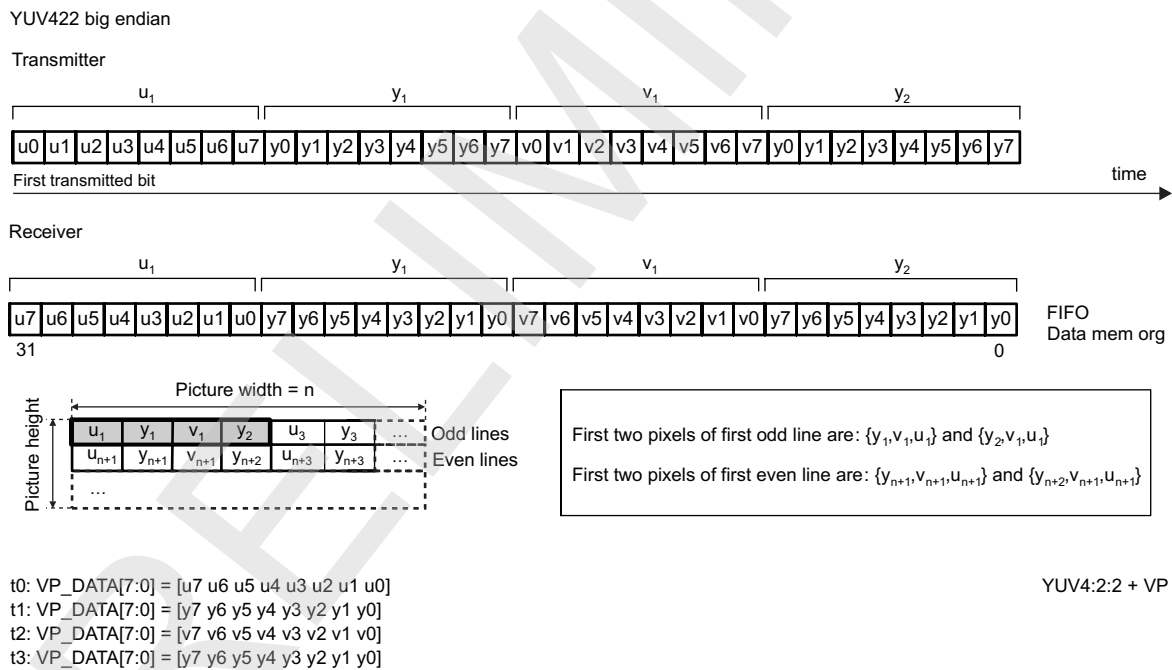 YUV422 big endian
Transmitter
u1 y1 v1 y2
u0 u1 u2 u3 u4 u5 u6 u7 y0 y1 y2 y3 y4 y5 y6 y7 v0 v1 v2 v3 v4 v5 v6 v7 y0 y1 y2 y3 y4 y5 y6 y7
First transmitted bit
time
Receiver
u1 y1 v1 y2
u7 u6 u5 u4 u3 u2 u1 u0 y7 y6 y5 y4 y3 y2 y1 y0 v7 v6 v5 v4 v3 v2 v1 v0 y7 y6 y5 y4 y3 y2 y1 y0
FIFO
Data mem org
31 0
Picture width = n
Picture height
u1 y1 v1 y2 u3 y3 ... Odd lines
un+1 yn+1 vn+1 yn+2 un+3 yn+3 ... Even lines
...
First two pixels of first odd line are: {y1,v1,u1} and {y2,v1,u1}
First two pixels of first even line are: {yn+1,vn+1,un+1} and {yn+2,vn+1,un+1}
t0: VP_DATA[7:0] = [u7 u6 u5 u4 u3 u2 u1 u0]
t1: VP_DATA[7:0] = [y7 y6 y5 y4 y3 y2 y1 y0]
t2: VP_DATA[7:0] = [v7 v6 v5 v4 v3 v2 v1 v0]
t3: VP_DATA[7:0] = [y7 y6 y5 y4 y3 y2 y1 y0]
YUV4:2:2 + VP